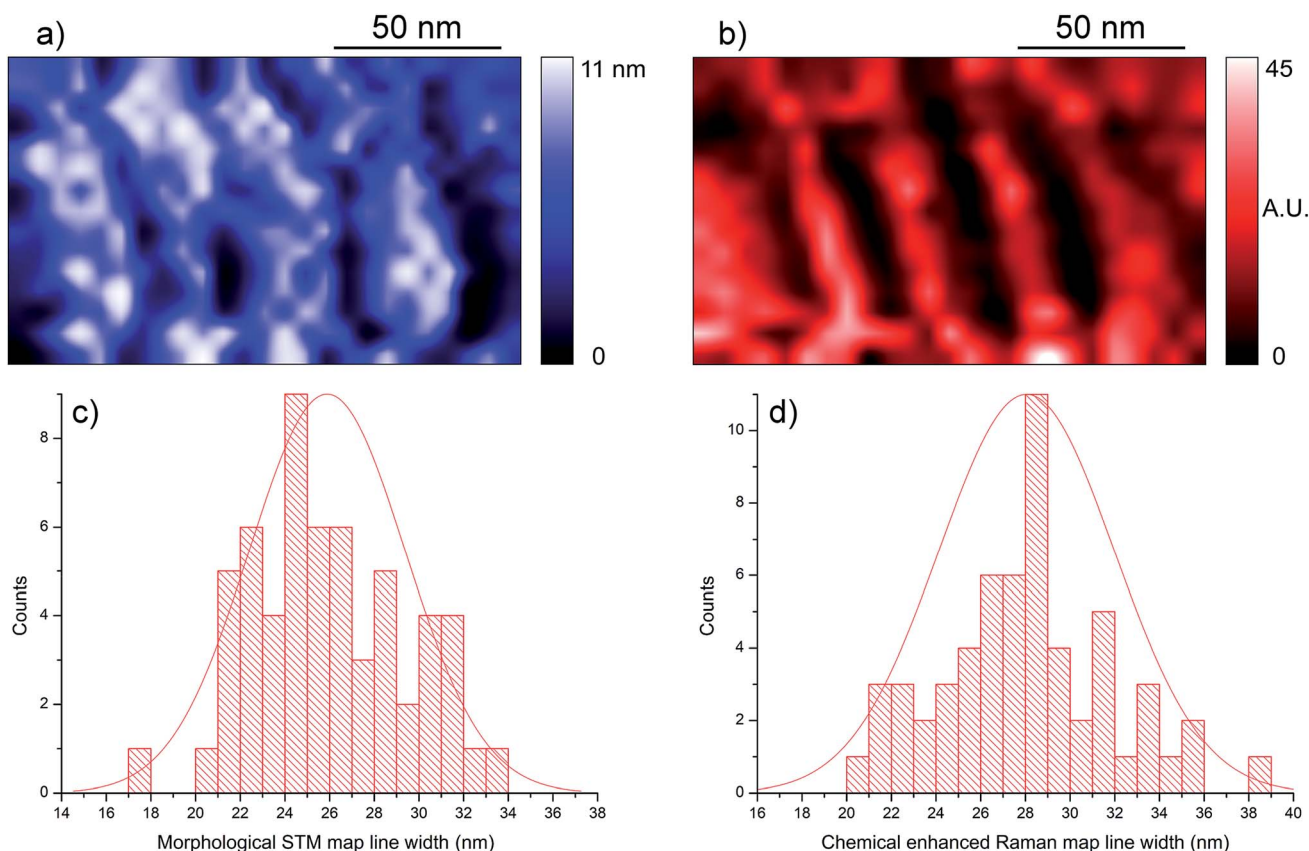 a)
50 nm
11 nm
0
b)
50 nm
45
A.U.
0
c)
8
6
4
2
0
Counts
14 16 18 20 22 24 26 28 30 32 34 36 38
Morphological STM map line width (nm)
d)
10
8
6
4
2
0
Counts
16 18 20 22 24 26 28 30 32 34 36 38 40
Chemical enhanced Raman map line width (nm)